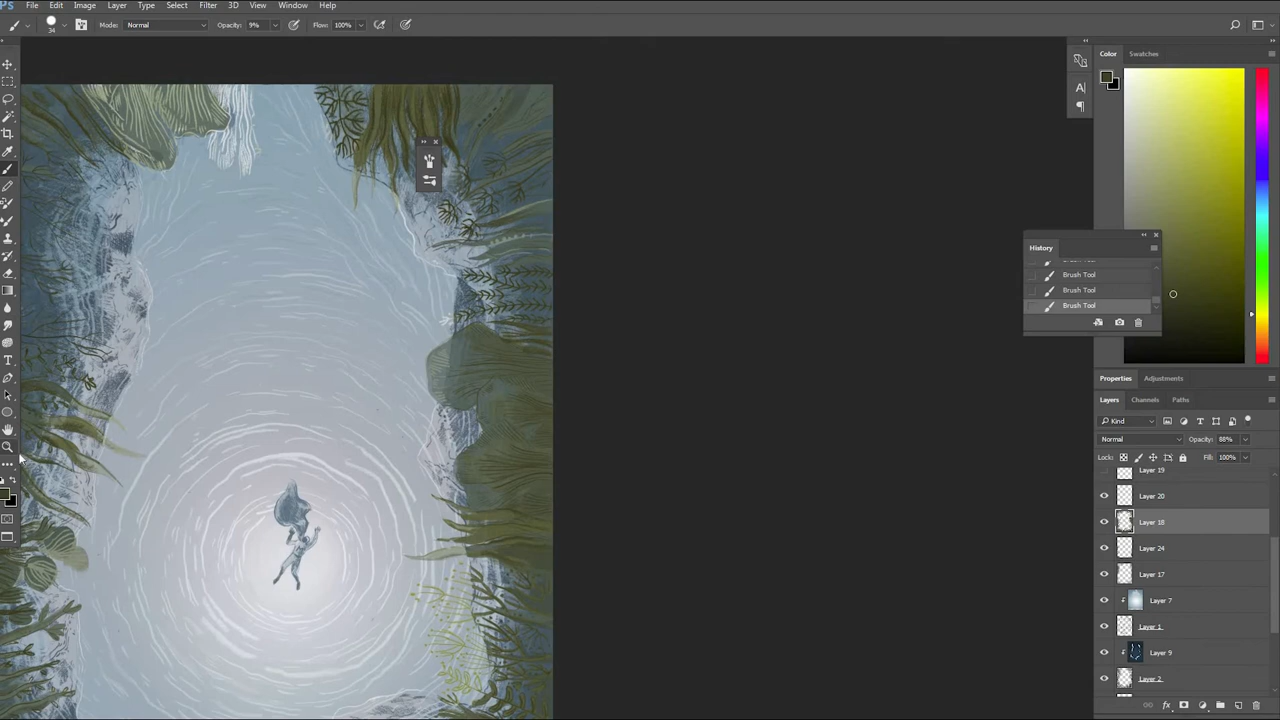 Ps File Edit Image Layer Type Select Filter 3D View Window Help
34 Mode: Normal Opacity: 9% Flow: 100%
Color Swatches
History
Brush Tool
Brush Tool
Brush Tool
Properties Adjustments
Layers Channels Paths
Kind
Normal Opacity: 88%
Lock: Fill: 100%
Layer 19
Layer 20
Layer 18
Layer 24
Layer 17
Layer 7
Layer 1
Layer 9
Layer 2
fx